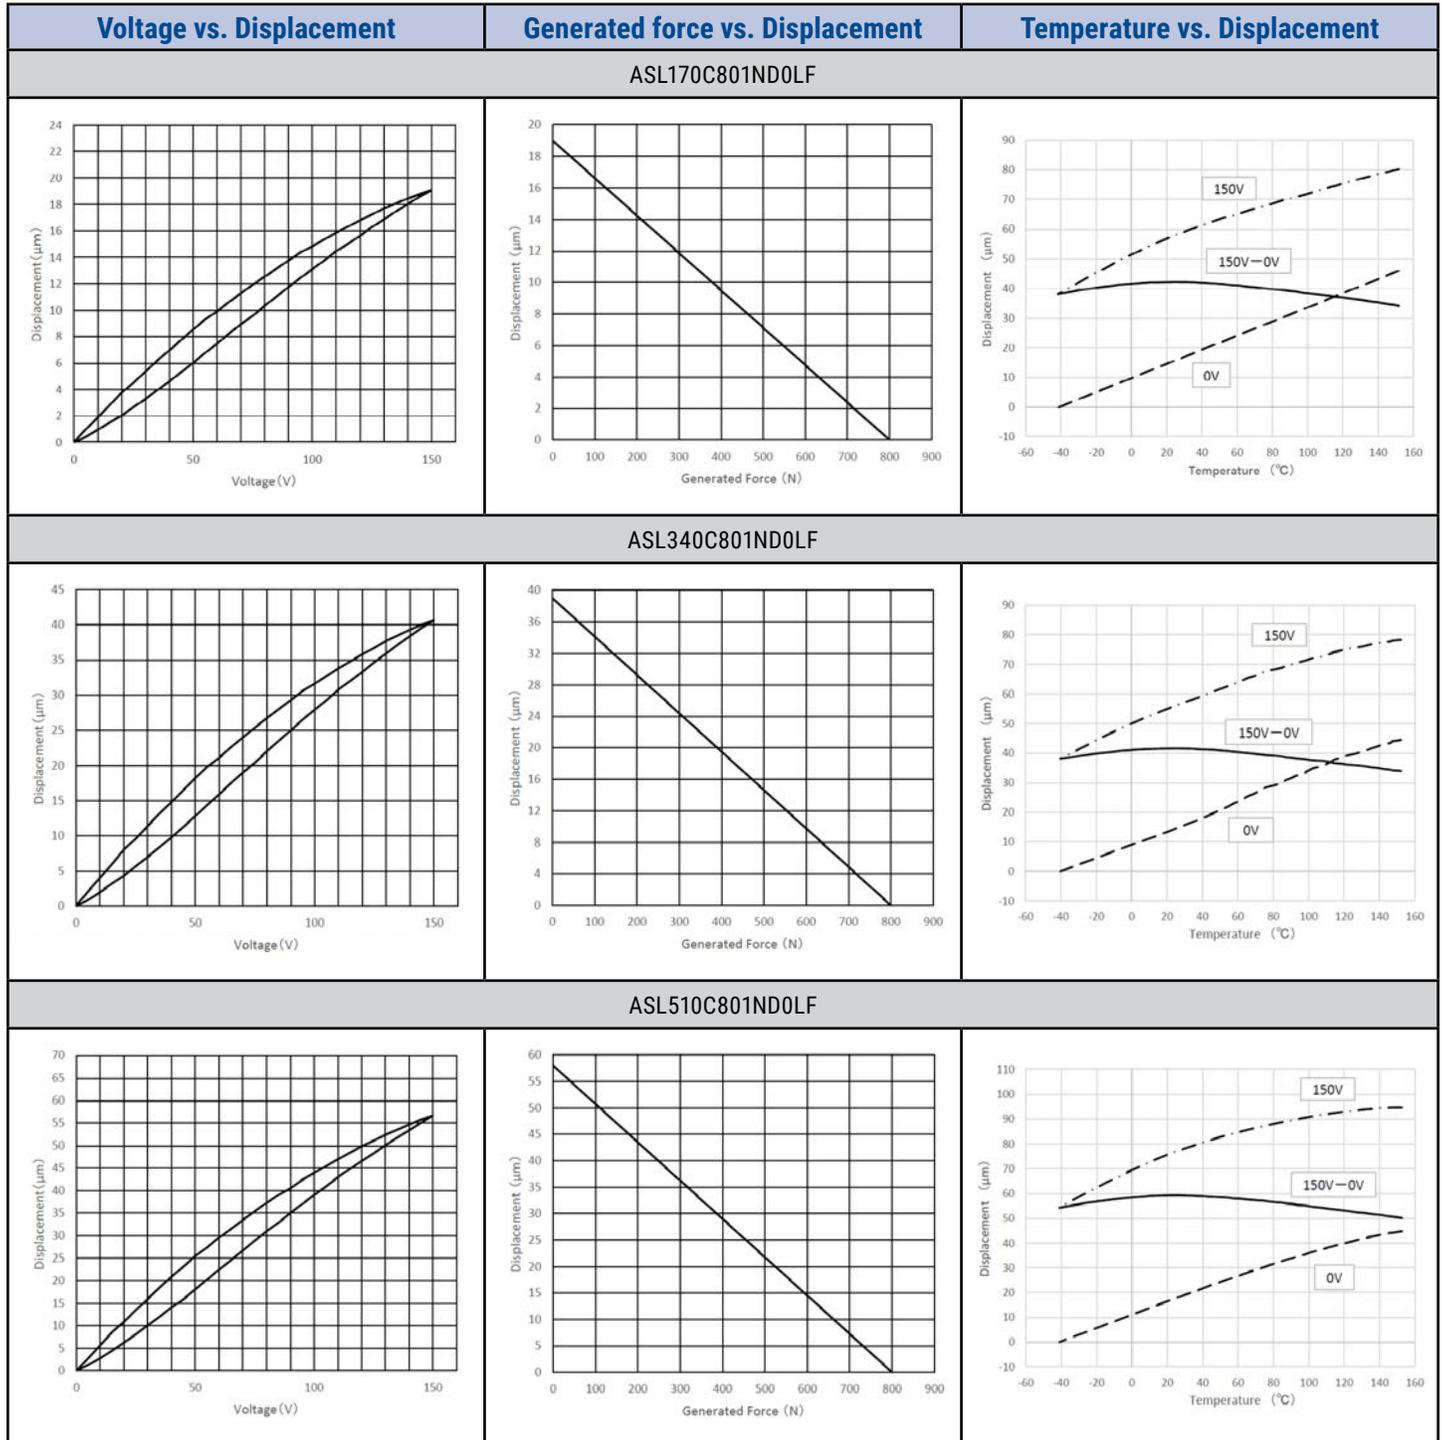 Voltage vs. Displacement
Generated force vs. Displacement
Temperature vs. Displacement
ASL170C801ND0LF
24
22
20
18
16
14
12
10
8
6
4
2
0
Displacement(μm)
0 50 100 150
Voltage(V)
20
18
16
14
12
10
8
6
4
2
0
Displacement (μm)
0 100 200 300 400 500 600 700 800 900
Generated Force (N)
90
80
70
60
50
40
30
20
10
0
-10
Displacement (μm)
150V
150V-0V
0V
-60 -40 -20 0 20 40 60 80 100 120 140 160
Temperature (℃)
ASL340C801ND0LF
45
40
35
30
25
20
15
10
5
0
Displacement(μm)
0 50 100 150
Voltage(V)
40
36
32
28
24
20
16
12
8
4
0
Displacement (μm)
0 100 200 300 400 500 600 700 800 900
Generated Force (N)
90
80
70
60
50
40
30
20
10
0
-10
Displacement (μm)
150V
150V-0V
0V
-60 -40 -20 0 20 40 60 80 100 120 140 160
Temperature (℃)
ASL510C801ND0LF
70
65
60
55
50
45
40
35
30
25
20
15
10
5
0
Displacement(μm)
0 50 100 150
Voltage(V)
60
55
50
45
40
35
30
25
20
15
10
5
0
Displacement (μm)
0 100 200 300 400 500 600 700 800 900
Generated Force (N)
110
100
90
80
70
60
50
40
30
20
10
0
-10
Displacement (μm)
150V
150V-0V
0V
-60 -40 -20 0 20 40 60 80 100 120 140 160
Temperature (℃)